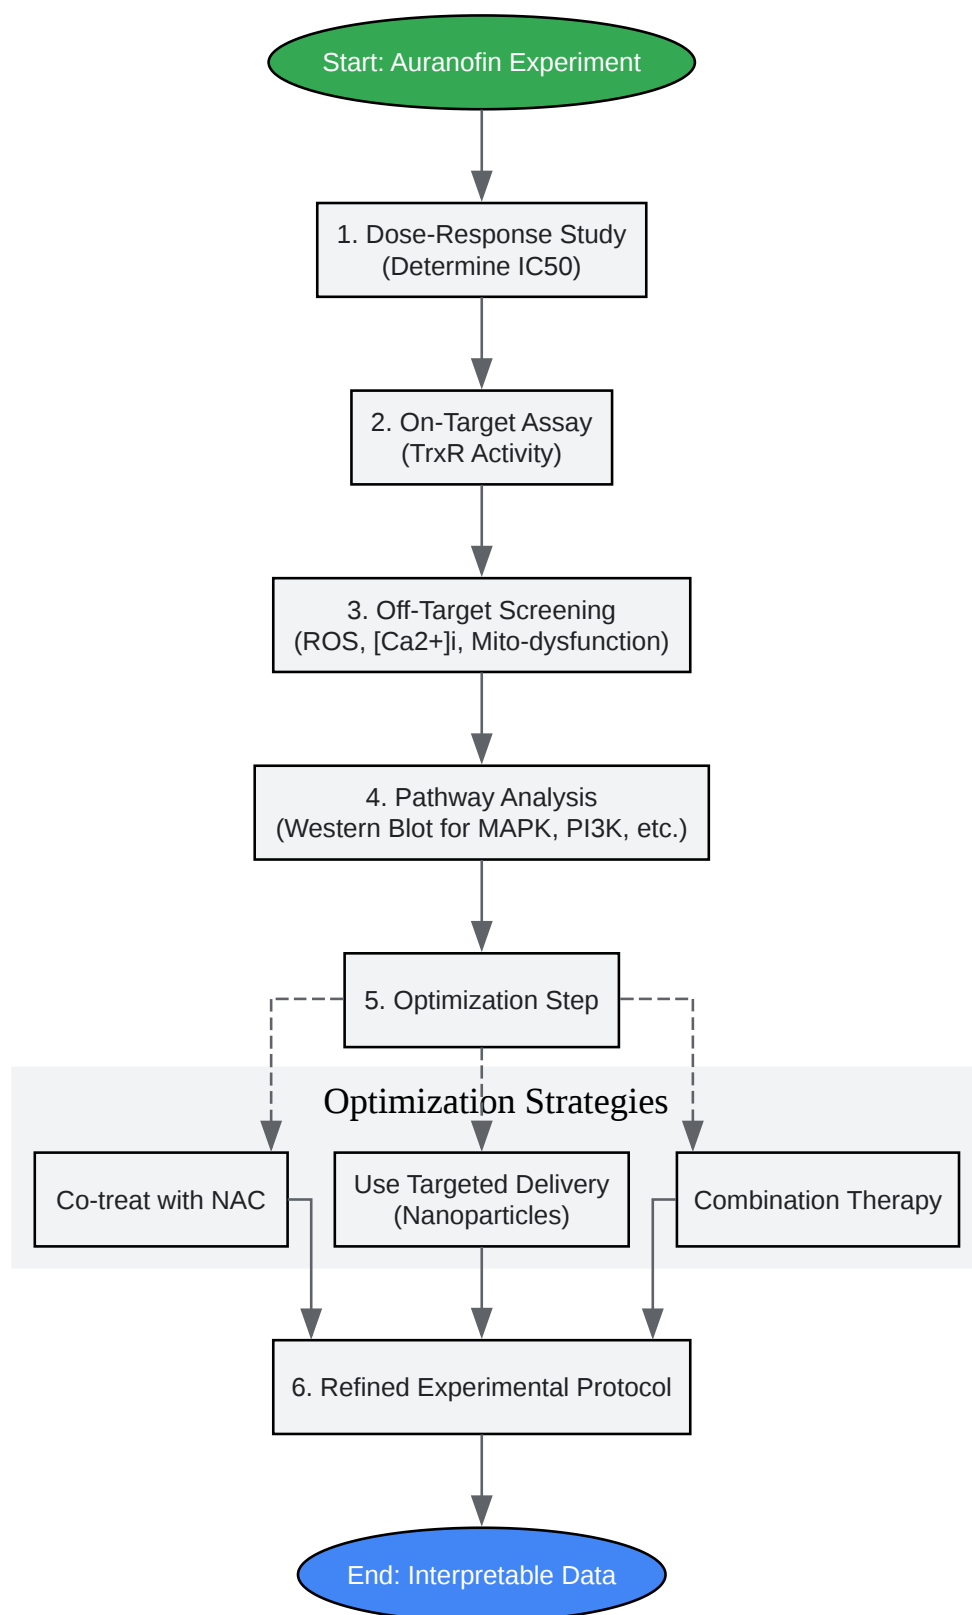 Start: Auranofin Experiment
1. Dose-Response Study
(Determine IC50)
2. On-Target Assay
(TrxR Activity)
3. Off-Target Screening
(ROS, [Ca2+]i, Mito-dysfunction)
4. Pathway Analysis
(Western Blot for MAPK, PI3K, etc.)
5. Optimization Step
Optimization Strategies
Co-treat with NAC
Use Targeted Delivery
(Nanoparticles)
Combination Therapy
6. Refined Experimental Protocol
End: Interpretable Data